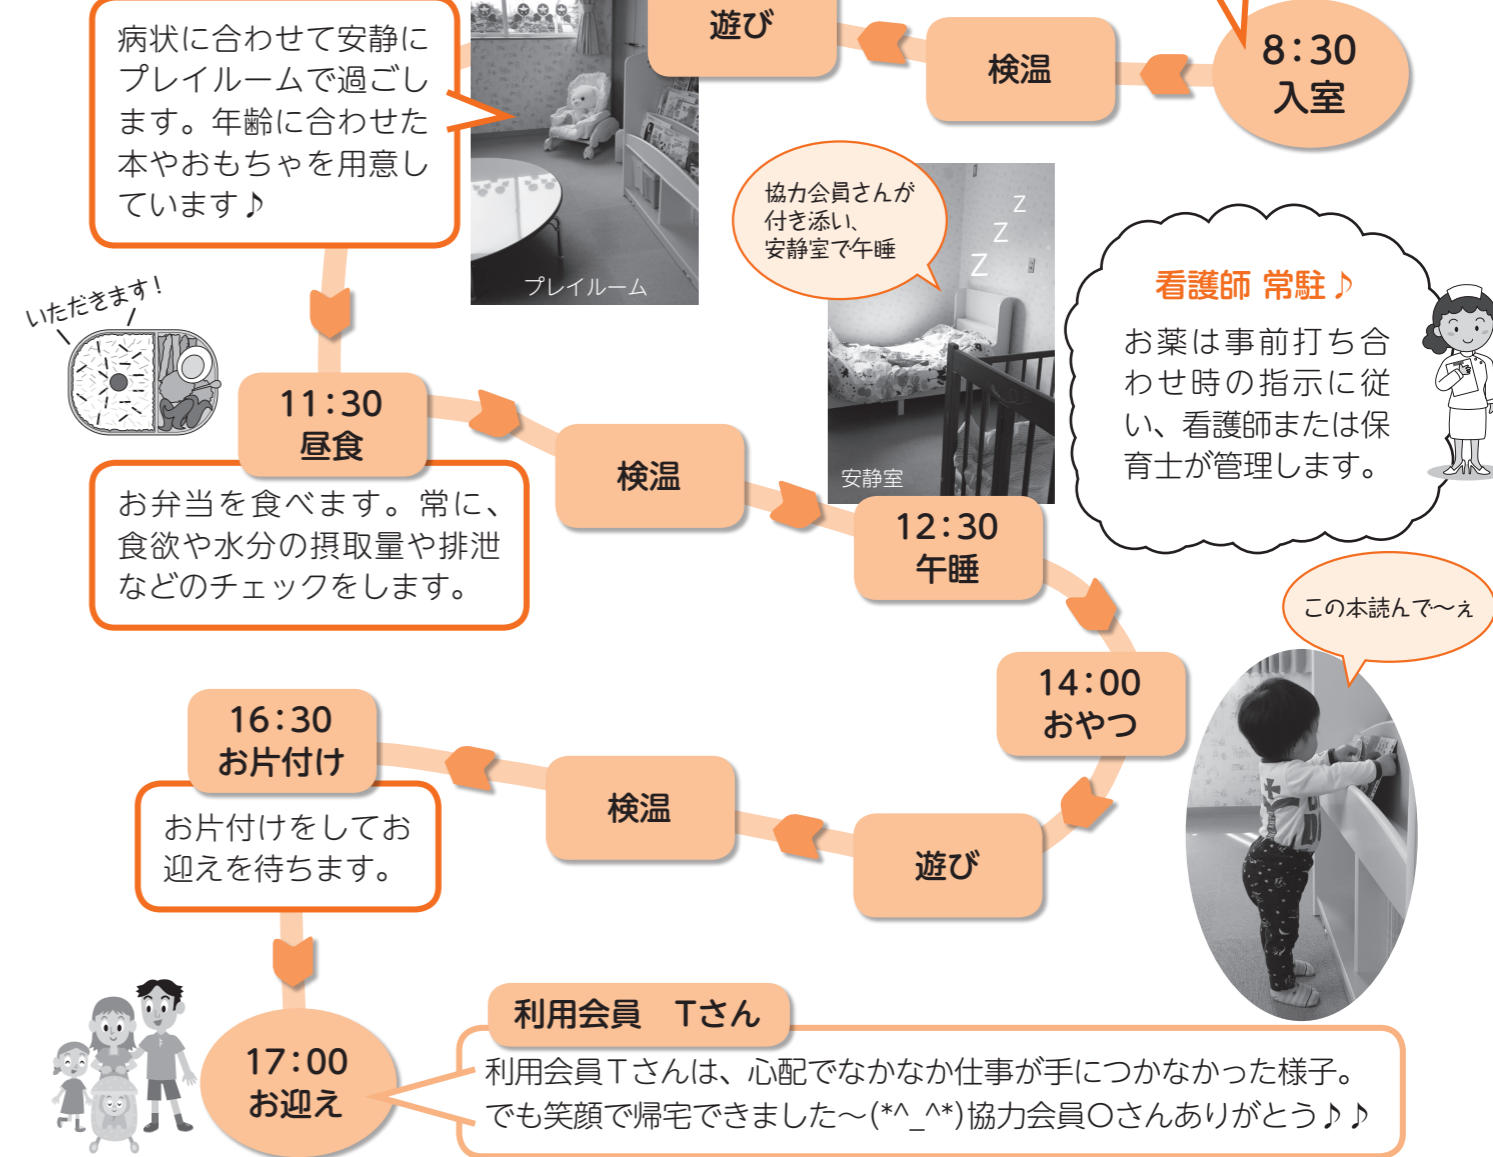 8：30
入室
検温
遊び
病状に合わせて安静に
プレイルームで過ごし
ます。年齢に合わせた
本やおもちゃを用意し
ています♪
プレイルーム
いただきます！
11：30
昼食
お弁当を食べます。常に、
食欲や水分の摂取量や排泄
などのチェックをします。
検温
協力会員さんが
付き添い、
安静室で午睡
Z
Z
Z
安静室
12：30
午睡
看護師 常駐♪
お薬は事前打ち合
わせ時の指示に従
い、看護師または保
育士が管理します。
14：00
おやつ
この本読んで〜ぇ
遊び
検温
16：30
お片付け
お片付けをしてお
迎えを待ちます。
17：00
お迎え
利用会員　Tさん
利用会員Ｔさんは、心配でなかなか仕事が手につかなかった様子。
でも笑顔で帰宅できました〜(*^_^*)協力会員〇さんありがとう♪♪